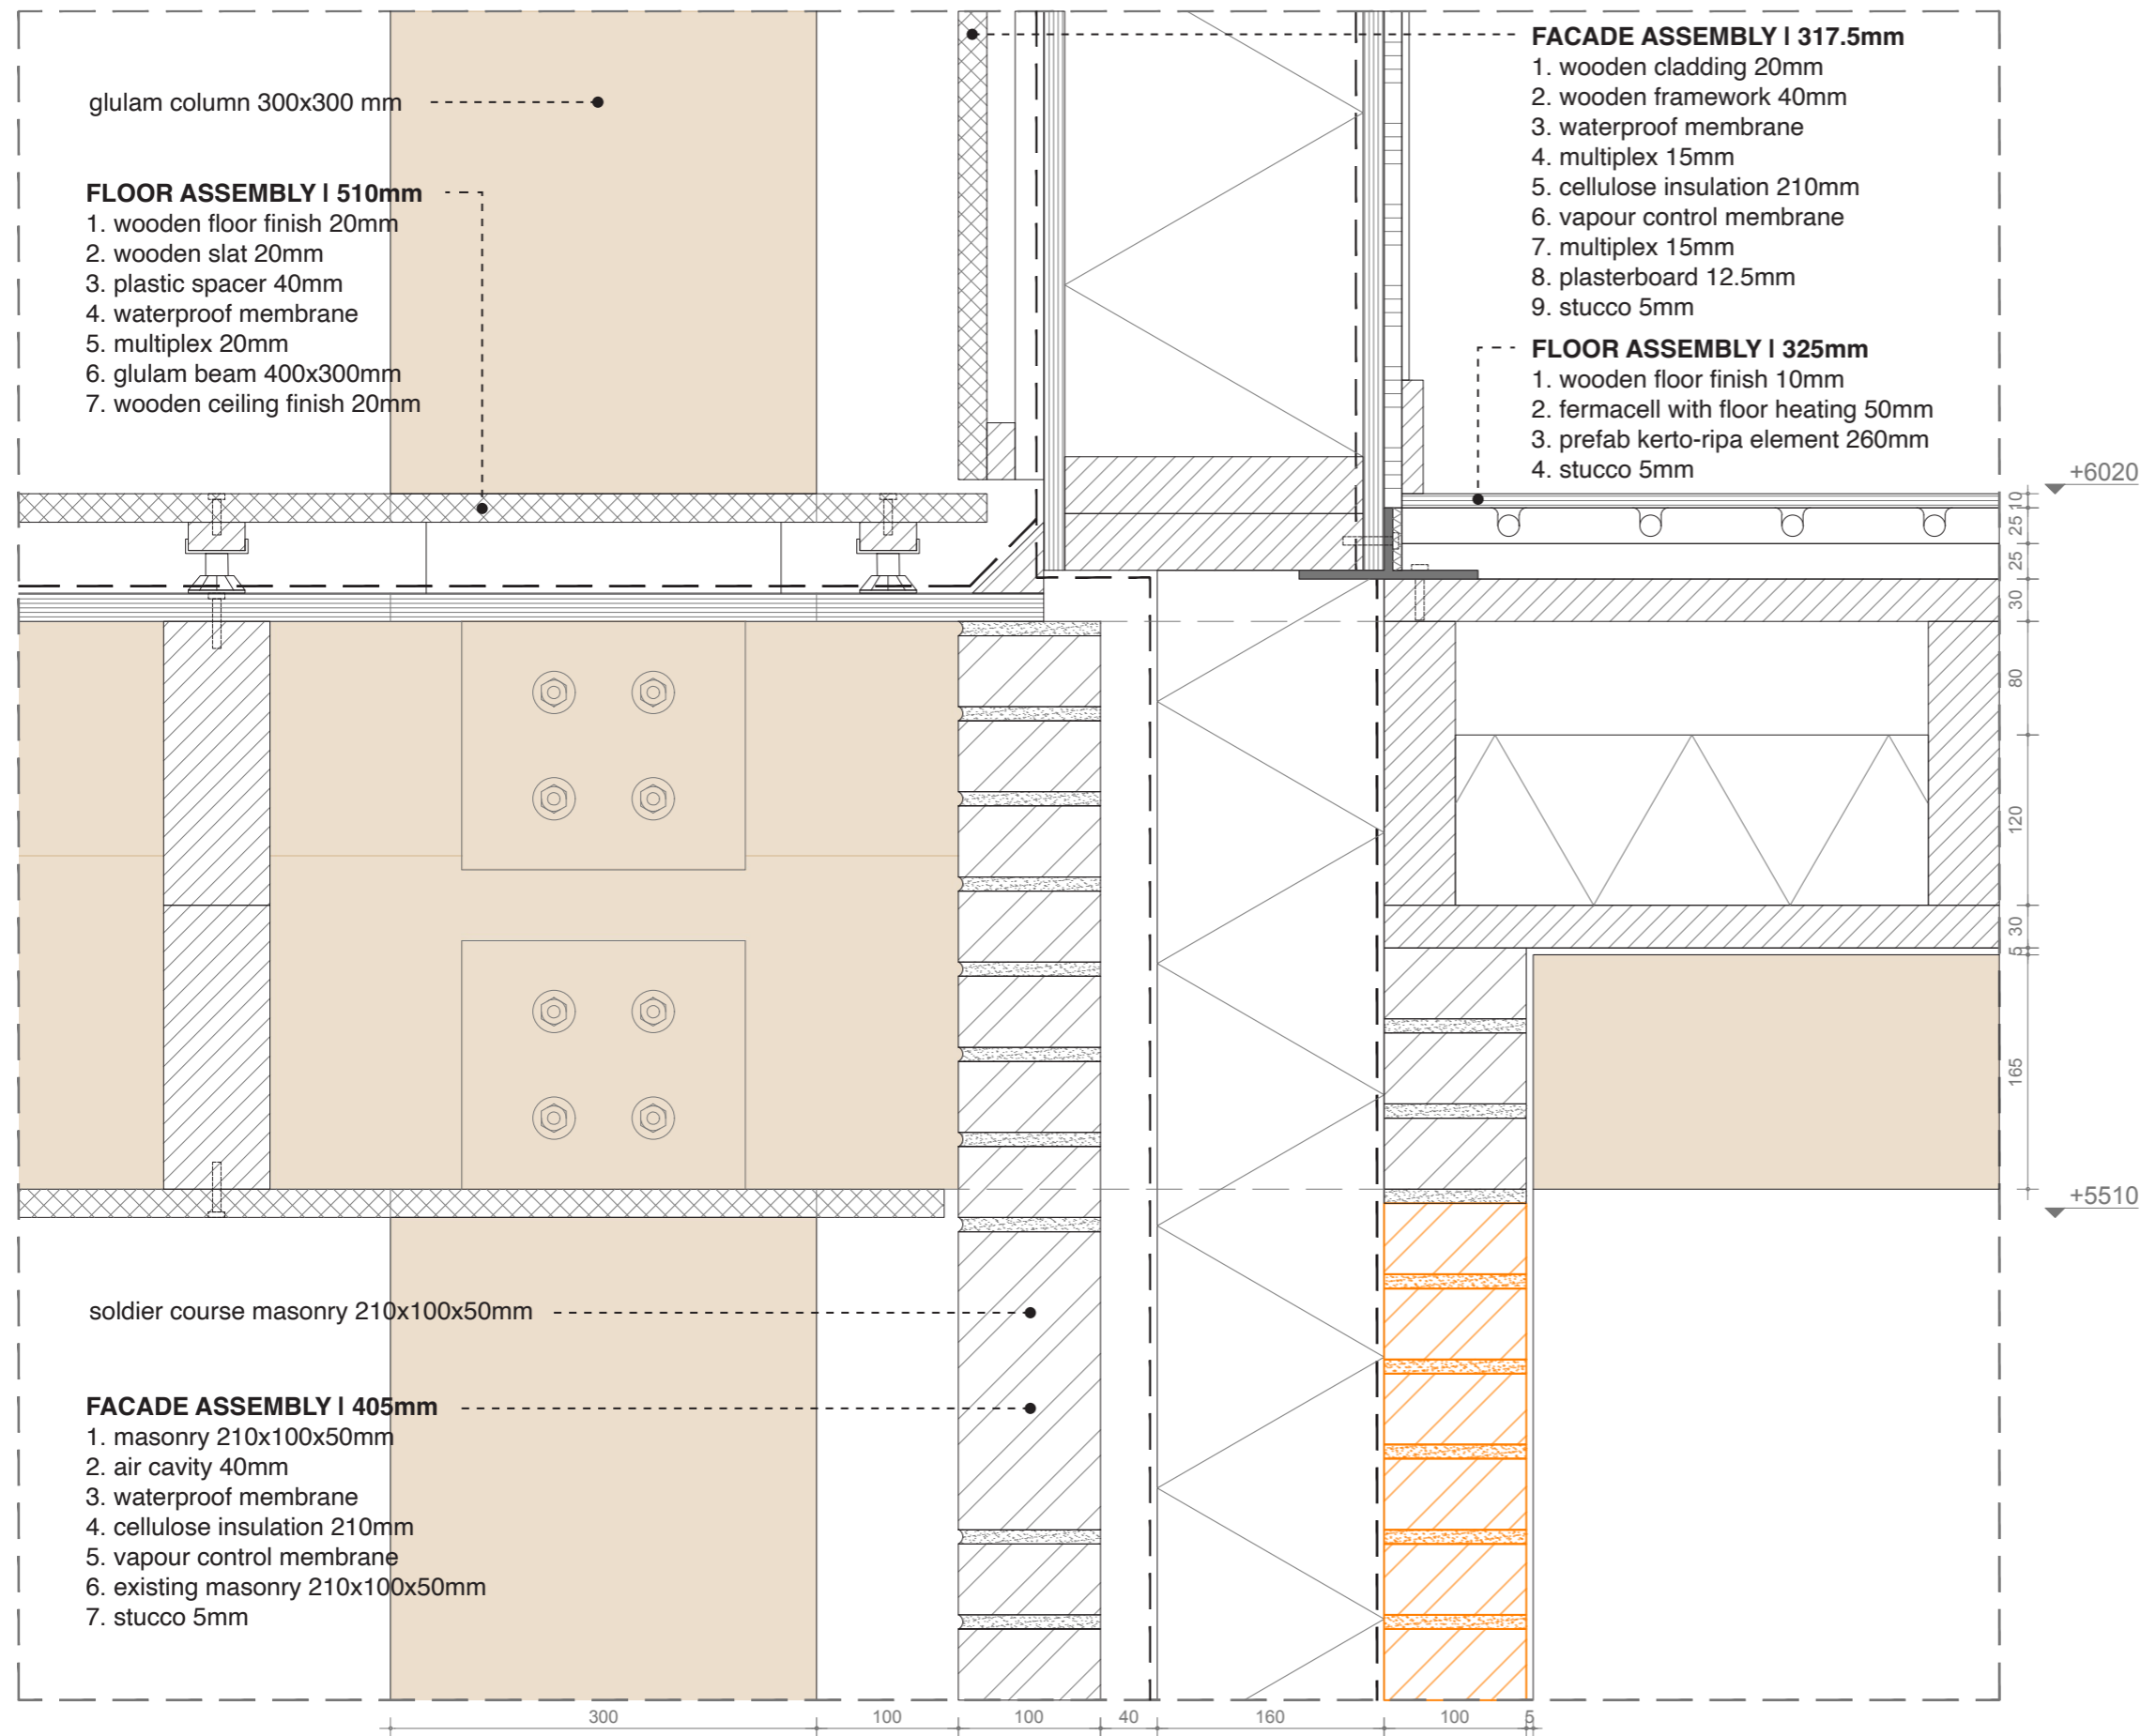 glulam column 300x300 mm
FLOOR ASSEMBLY | 510mm
1. wooden floor finish 20mm
2. wooden slat 20mm
3. plastic spacer 40mm
4. waterproof membrane
5. multiplex 20mm
6. glulam beam 400x300mm
7. wooden ceiling finish 20mm
FACADE ASSEMBLY | 317.5mm
1. wooden cladding 20mm
2. wooden framework 40mm
3. waterproof membrane
4. multiplex 15mm
5. cellulose insulation 210mm
6. vapour control membrane
7. multiplex 15mm
8. plasterboard 12.5mm
9. stucco 5mm
FLOOR ASSEMBLY | 325mm
1. wooden floor finish 10mm
2. fermacell with floor heating 50mm
3. prefab kerto-ripa element 260mm
4. stucco 5mm
+6020
10
25
25
30
80
120
30
5
165
+5510
soldier course masonry 210x100x50mm
FACADE ASSEMBLY | 405mm
1. masonry 210x100x50mm
2. air cavity 40mm
3. waterproof membrane
4. cellulose insulation 210mm
5. vapour control membrane
6. existing masonry 210x100x50mm
7. stucco 5mm
300 100 100 40 160 100 5